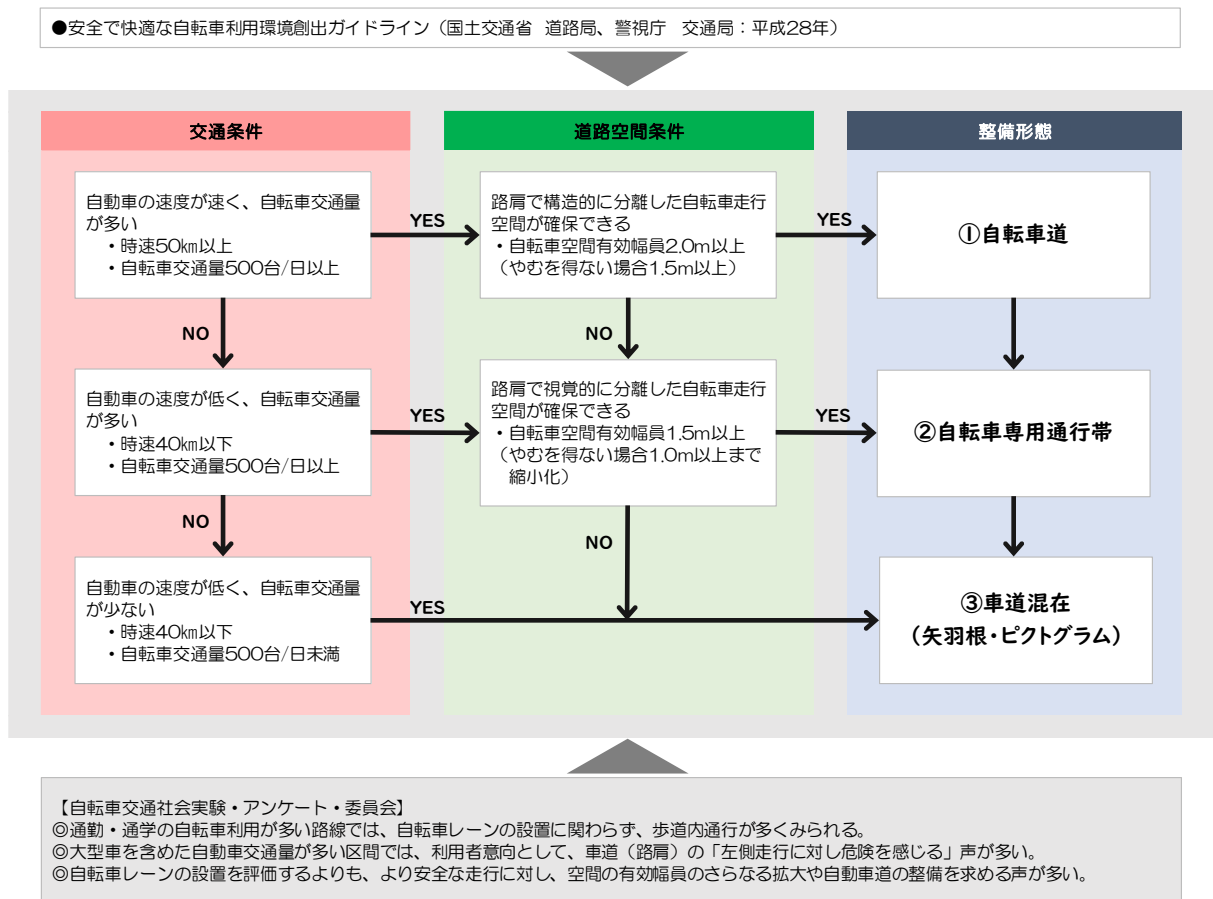 ●安全で快適な自転車利用環境創出ガイドライン（国土交通省 道路局、警視庁 交通局：平成28年）
交通条件
道路空間条件
整備形態
自動車の速度が速く、自転車交通量
が多い
・時速50㎞以上
・自転車交通量500台/日以上
YES
路肩で構造的に分離した自転車走行
空間が確保できる
・自転車空間有効幅員2.0m以上
（やむを得ない場合1.5m以上）
YES
①自転車道
NO
NO
自動車の速度が低く、自転車交通量
が多い
・時速40㎞以下
・自転車交通量500台/日以上
YES
路肩で視覚的に分離した自転車走行
空間が確保できる
・自転車空間有効幅員1.5m以上
（やむを得ない場合1.0m以上まで
縮小化）
YES
②自転車専用通行帯
NO
NO
自動車の速度が低く、自転車交通量
が少ない
・時速40㎞以下
・自転車交通量500台/日未満
YES
③車道混在
（矢羽根・ピクトグラム）
【自転車交通社会実験・アンケート・委員会】
◎通勤・通学の自転車利用が多い路線では、自転車レーンの設置に関わらず、歩道内通行が多くみられる。
◎大型車を含めた自動車交通量が多い区間では、利用者意向として、車道（路肩）の「左側走行に対し危険を感じる」声が多い。
◎自転車レーンの設置を評価するよりも、より安全な走行に対し、空間の有効幅員のさらなる拡大や自動車道の整備を求める声が多い。